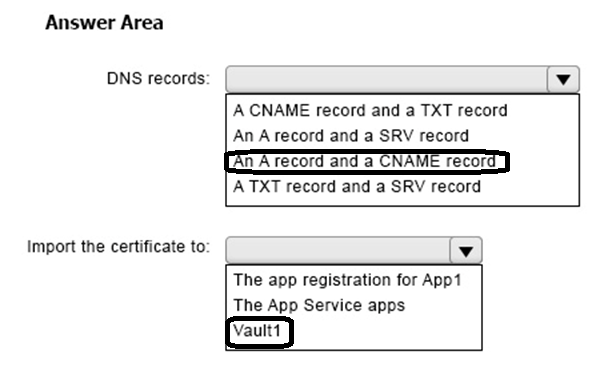 Answer Area
DNS records:
A CNAME record and a TXT record
An A record and a SRV record
An A record and a CNAME record
A TXT record and a SRV record
Import the certificate to:
The app registration for App1
The App Service apps
Vault1